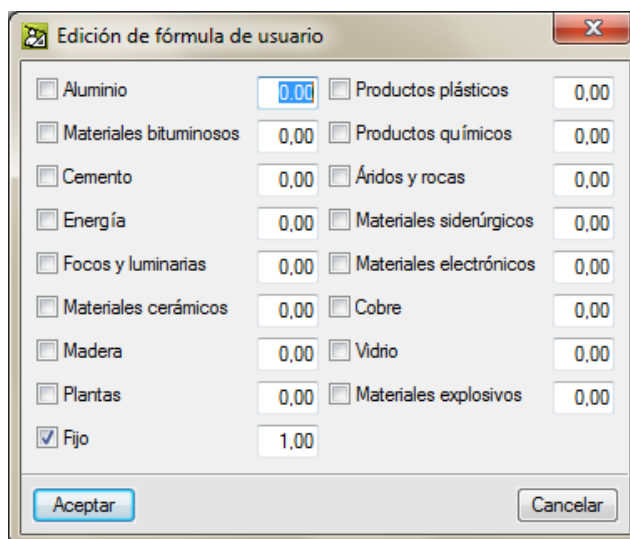 Edición de fórmula de usuario
Aluminio 0.00 Productos plásticos 0,00
Materiales bituminosos 0,00 Productos químicos 0,00
Cemento 0,00 Áridos y rocas 0,00
Energía 0,00 Materiales siderúrgicos 0,00
Focos y luminarias 0,00 Materiales electrónicos 0,00
Materiales cerámicos 0,00 Cobre 0,00
Madera 0,00 Vidrio 0,00
Plantas 0,00 Materiales explosivos 0,00
Fijo 1,00
Aceptar Cancelar